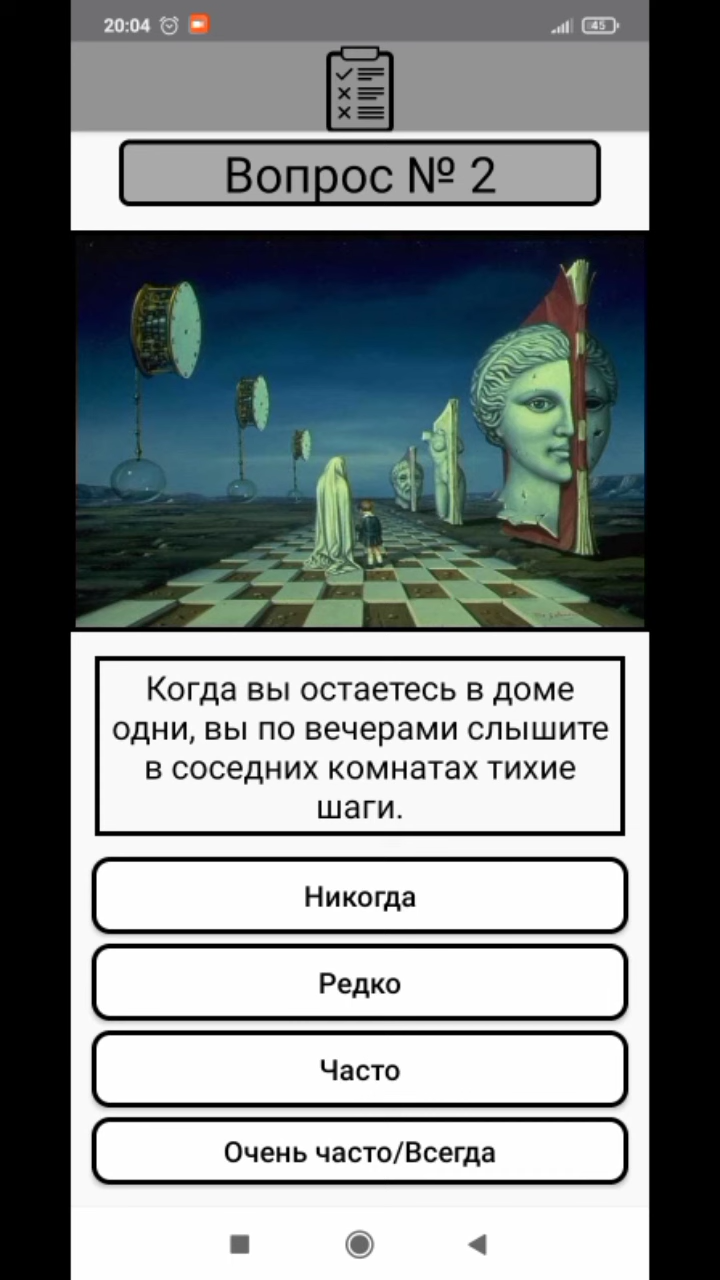 20:04
45
Вопрос № 2
Когда вы остаетесь в доме
одни, вы по вечерами слышите
в соседних комнатах тихие
шаги.
Никогда
Редко
Часто
Очень часто/Всегда